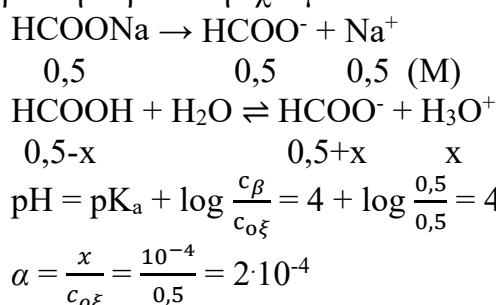 HCOONa → HCOO⁻ + Na⁺
0,5 0,5 0,5 (M)
HCOOH + H₂O ⇌ HCOO⁻ + H₃O⁺
0,5-x 0,5+x x
pH = pKₐ + log c_β/c_οξ = 4 + log 0,5/0,5 = 4
α = x/c_οξ = 10⁻⁴/0,5 = 2·10⁻⁴